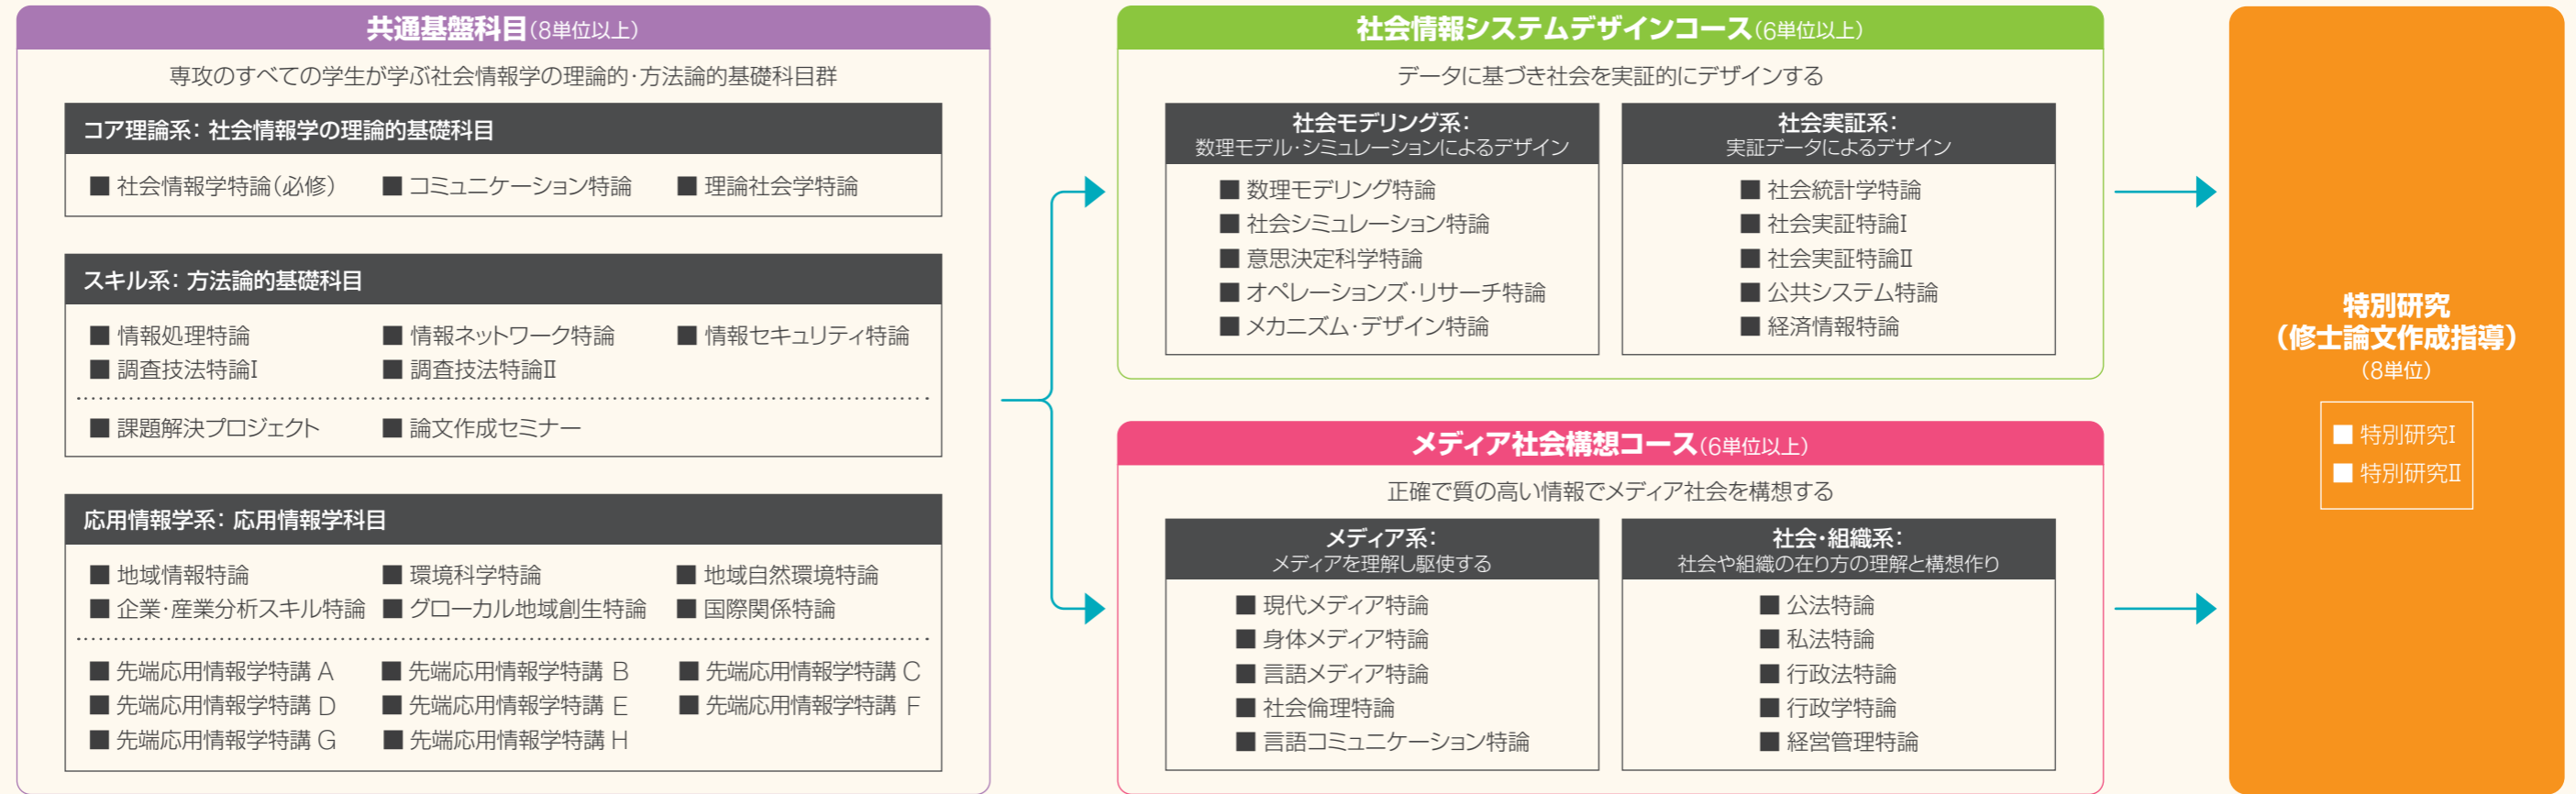 共通基盤科目(8単位以上)
専攻のすべての学生が学ぶ社会情報学の理論的・方法論的基礎科目群
コア理論系：社会情報学の理論的基礎科目
■ 社会情報学特論(必修) ■ コミュニケーション特論 ■ 理論社会学特論
スキル系：方法論的基礎科目
■ 情報処理特論 ■ 情報ネットワーク特論 ■ 情報セキュリティ特論
■ 調査技法特論Ⅰ ■ 調査技法特論Ⅱ
■ 課題解決プロジェクト ■ 論文作成セミナー
応用情報学系：応用情報学科目
■ 地域情報特論 ■ 環境科学特論 ■ 地域自然環境特論
■ 企業・産業分析スキル特論 ■ グローカル地域創生特論 ■ 国際関係特論
■ 先端応用情報学特講 A ■ 先端応用情報学特講 B ■ 先端応用情報学特講 C
■ 先端応用情報学特講 D ■ 先端応用情報学特講 E ■ 先端応用情報学特講 F
■ 先端応用情報学特講 G ■ 先端応用情報学特講 H
社会情報システムデザインコース(6単位以上)
データに基づき社会を実証的にデザインする
社会モデリング系：
数理モデル・シミュレーションによるデザイン
■ 数理モデリング特論
■ 社会シミュレーション特論
■ 意思決定科学特論
■ オペレーションズ・リサーチ特論
■ メカニズム・デザイン特論
社会実証系：
実証データによるデザイン
■ 社会統計学特論
■ 社会実証特論Ⅰ
■ 社会実証特論Ⅱ
■ 公共システム特論
■ 経済情報特論
メディア社会構想コース(6単位以上)
正確で質の高い情報でメディア社会を構想する
メディア系：
メディアを理解し駆使する
■ 現代メディア特論
■ 身体メディア特論
■ 言語メディア特論
■ 社会倫理特論
■ 言語コミュニケーション特論
社会・組織系：
社会や組織の在り方の理解と構想作り
■ 公法特論
■ 私法特論
■ 行政法特論
■ 行政学特論
■ 経営管理特論
特別研究
(修士論文作成指導)
(8単位)
■ 特別研究Ⅰ
■ 特別研究Ⅱ